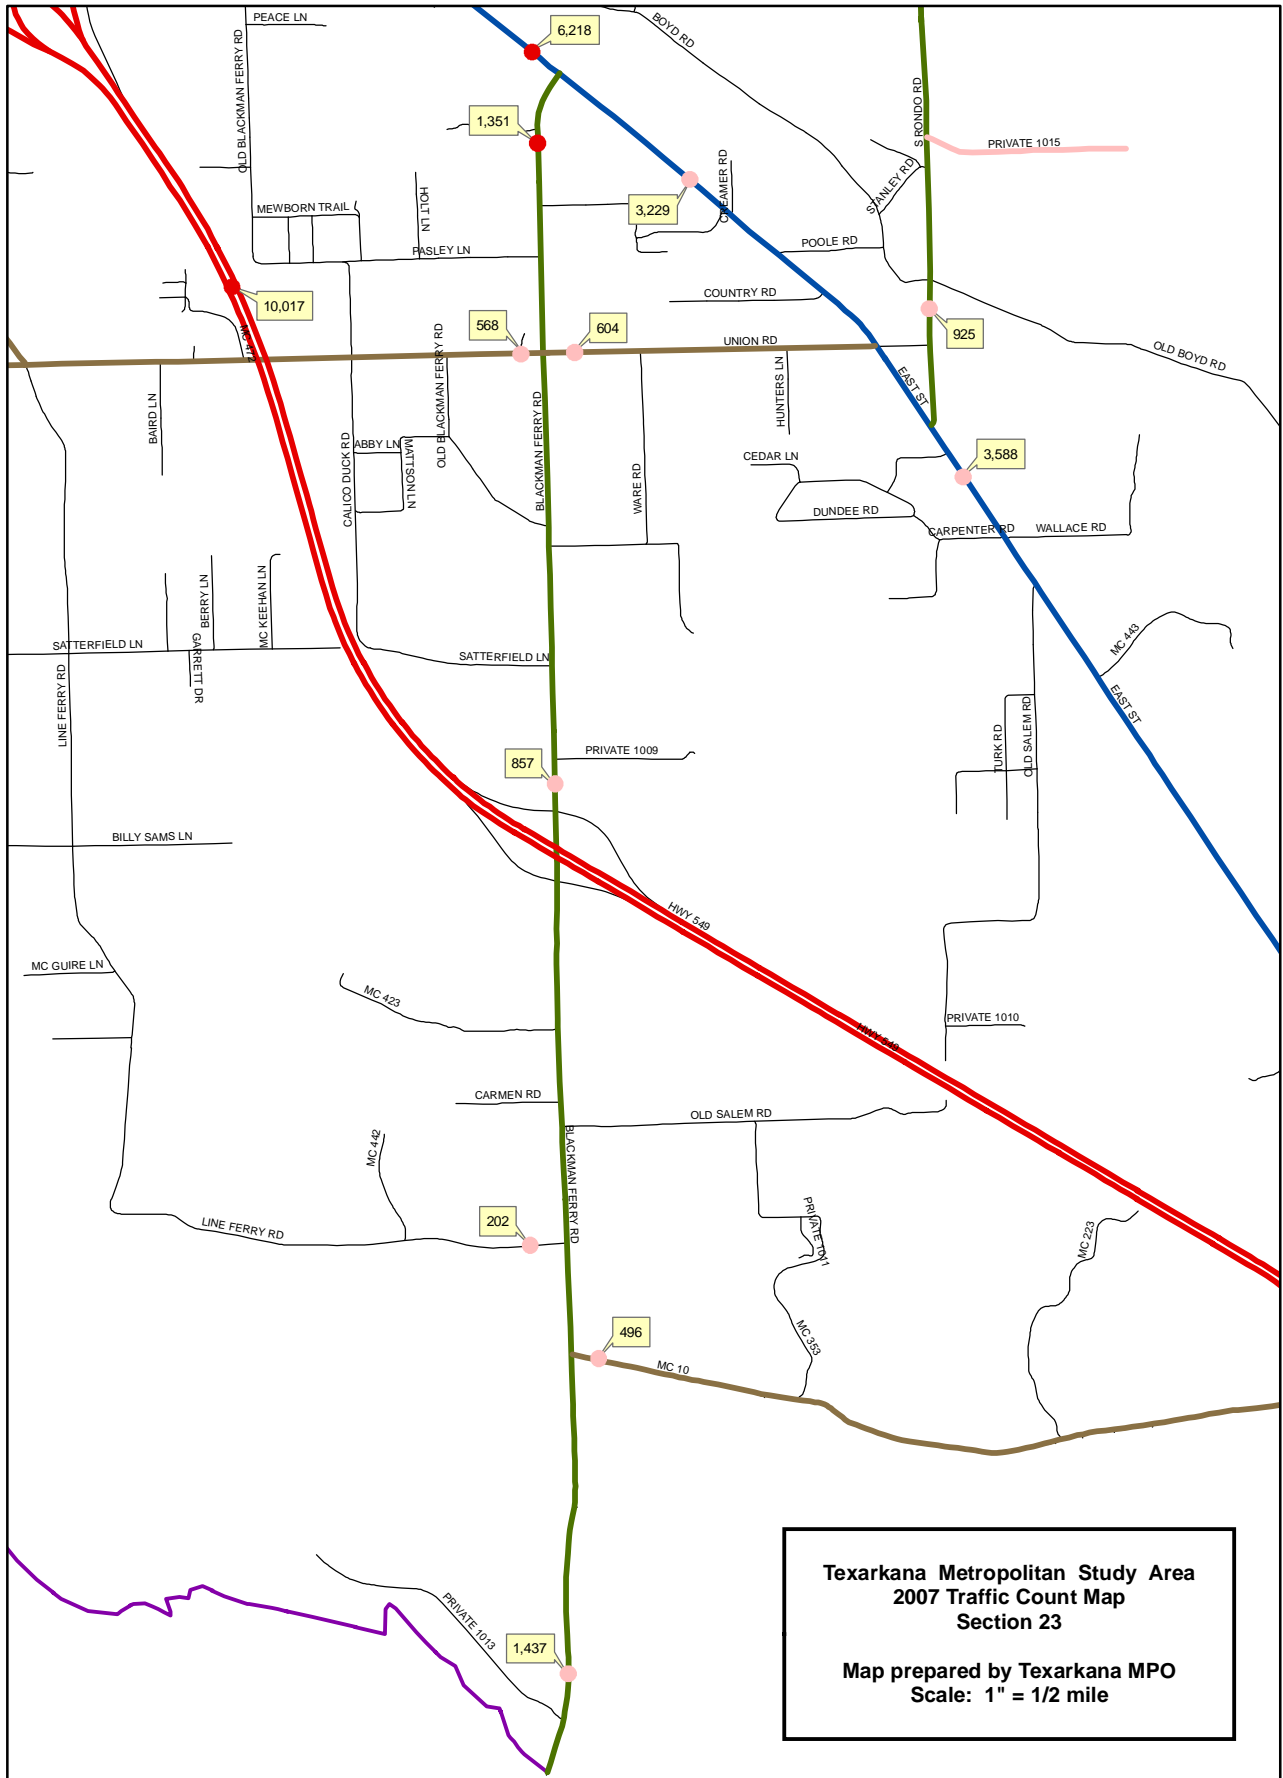 PEACE LN
OLD BLACKMAN FERRY RD
6,218
BOYD RD
S RONDO RD
1,351
PRIVATE 1015
STANLEY RD
CREAMER RD
3,229
HOLT LN
MEWBORN TRAIL
PASLEY LN
POOLE RD
COUNTRY RD
10,017
568
604
925
MC 472
UNION RD
OLD BOYD RD
OLD BLACKMAN FERRY RD
BAIRD LN
HUNTERS LN
EAST ST
ABBY LN
MATTSON LN
CALICO DUCK RD
BLACKMAN FERRY RD
WARE RD
CEDAR LN
3,588
DUNDEE RD
CARPENTER RD
WALLACE RD
BERRY LN
MC KEEHAN LN
SATTERFIELD LN
GARRETT DR
SATTERFIELD LN
MC 443
EAST ST
LINE FERRY RD
TURK RD
OLD SALEM RD
PRIVATE 1009
857
BILLY SAMS LN
HWY 549
MC GUIRE LN
MC 423
PRIVATE 1010
HWY 549
CARMEN RD
OLD SALEM RD
MC 442
BLACKMAN FERRY RD
202
LINE FERRY RD
PRIVATE 1011
MC 223
496
MC 353
MC 10
PRIVATE 1013
1,437
Texarkana Metropolitan Study Area
2007 Traffic Count Map
Section 23
Map prepared by Texarkana MPO
Scale: 1" = 1/2 mile